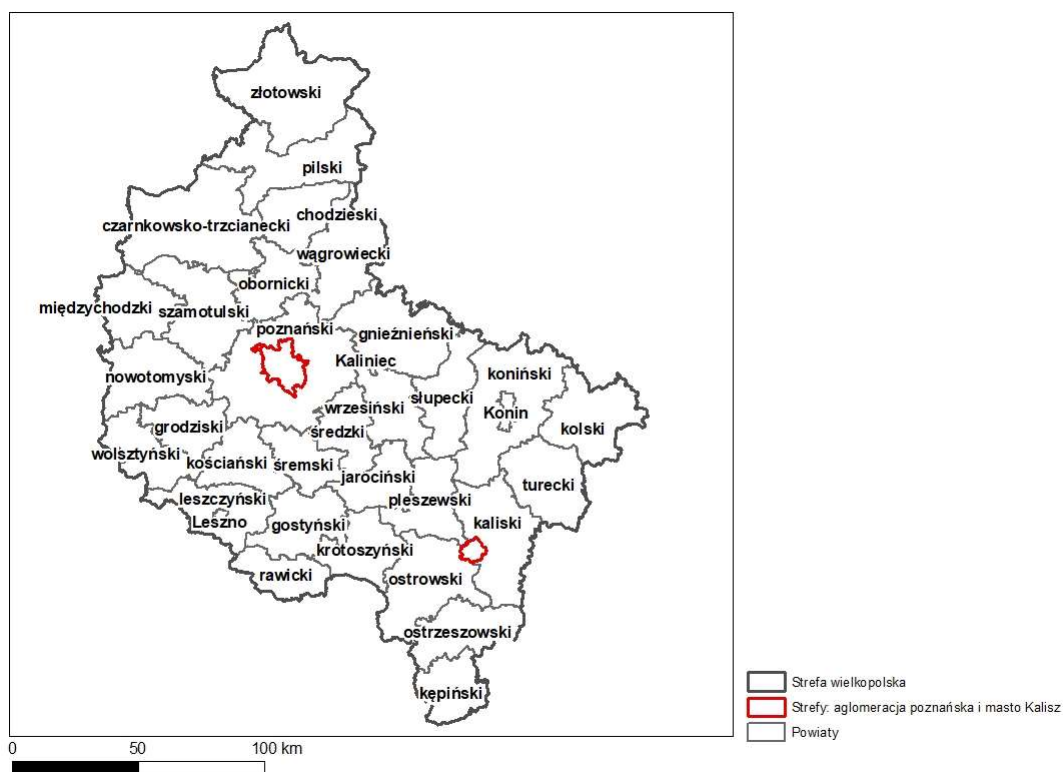 złotowski
pilski
chodzieski
czarnkowsko-trzcianecki
wągrowiecki
obornicki
międzychodzki
szamotulski
poznański
gnieźnieński
Kaliniec
koniński
nowotomyski
słupecki
wrzesiński
Konin
kolski
grodziski
średzki
wolsztyński
kościański
śremski
jarociński
turecki
leszczyński
pleszewski
Leszno
gostyński
kaliski
krotoszyński
rawicki
ostrowski
ostrzeszowski
kępiński
Strefa wielkopolska
Strefy: aglomeracja poznańska i masto Kalisz
Powiaty
0 50 100 km